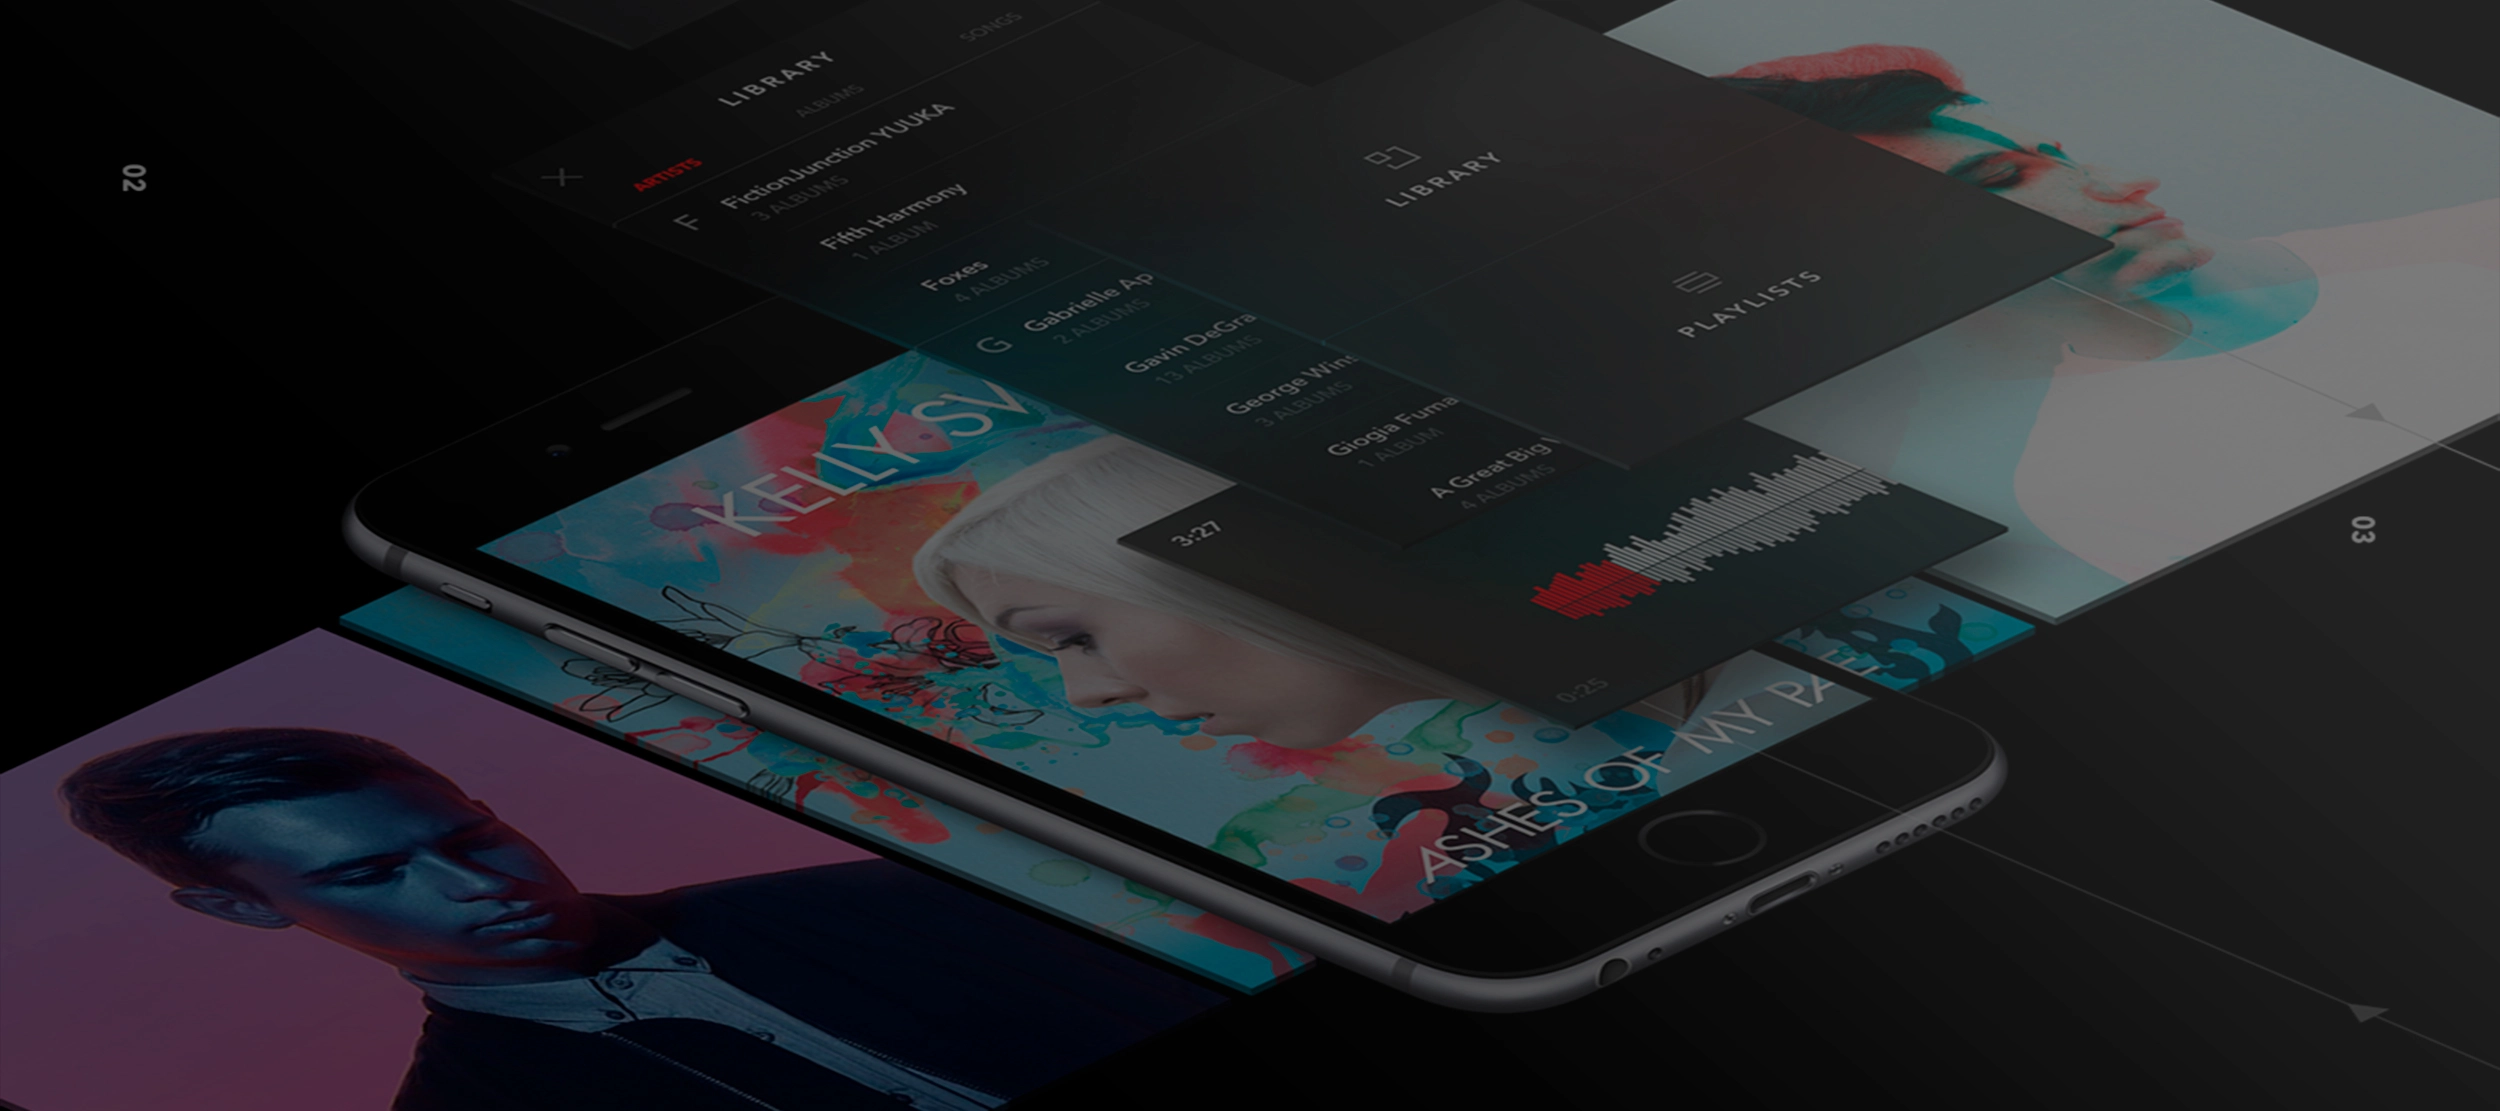 02
LIBRARY
SONGS
ALBUMS
ARTISTS
F
FictionJunction YUUKA
3 ALBUMS
Fifth Harmony
1 ALBUM
Foxes
4 ALBUMS
G
Gabrielle Ap
2 ALBUMS
Gavin DeGra
13 ALBUMS
George Wins
3 ALBUMS
Giogia Fuma
1 ALBUM
A Great Big
4 ALBUMS
LIBRARY
PLAYLISTS
KELLY SV
3:27
0:25
ASHES OF MY PAE
03